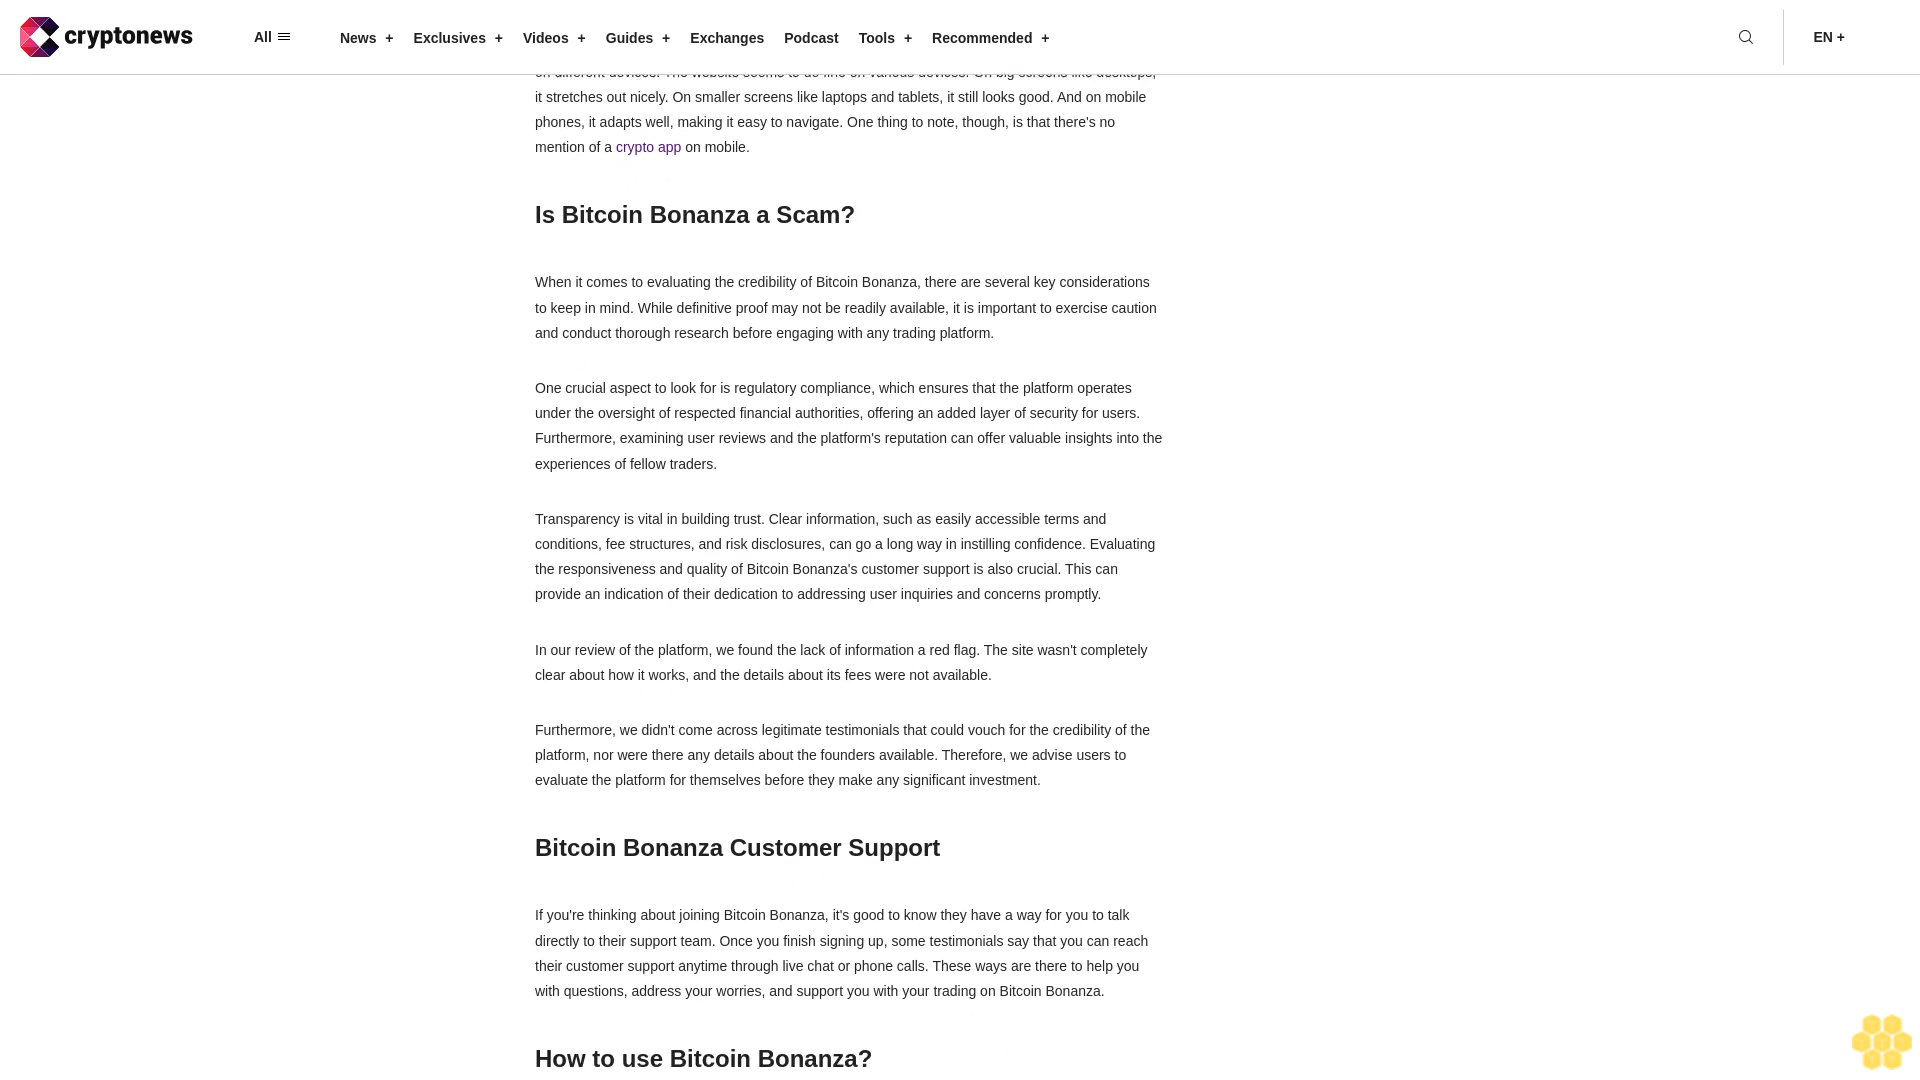 cryptonews
All
News +
Exclusives +
Videos +
Guides +
Exchanges
Podcast
Tools +
Recommended +
EN +
on different devices. The website seems to do fine on various devices. On big screens like desktops,
it stretches out nicely. On smaller screens like laptops and tablets, it still looks good. And on mobile
phones, it adapts well, making it easy to navigate. One thing to note, though, is that there's no
mention of a crypto app on mobile.
Is Bitcoin Bonanza a Scam?
When it comes to evaluating the credibility of Bitcoin Bonanza, there are several key considerations
to keep in mind. While definitive proof may not be readily available, it is important to exercise caution
and conduct thorough research before engaging with any trading platform.
One crucial aspect to look for is regulatory compliance, which ensures that the platform operates
under the oversight of respected financial authorities, offering an added layer of security for users.
Furthermore, examining user reviews and the platform's reputation can offer valuable insights into the
experiences of fellow traders.
Transparency is vital in building trust. Clear information, such as easily accessible terms and
conditions, fee structures, and risk disclosures, can go a long way in instilling confidence. Evaluating
the responsiveness and quality of Bitcoin Bonanza's customer support is also crucial. This can
provide an indication of their dedication to addressing user inquiries and concerns promptly.
In our review of the platform, we found the lack of information a red flag. The site wasn't completely
clear about how it works, and the details about its fees were not available.
Furthermore, we didn't come across legitimate testimonials that could vouch for the credibility of the
platform, nor were there any details about the founders available. Therefore, we advise users to
evaluate the platform for themselves before they make any significant investment.
Bitcoin Bonanza Customer Support
If you're thinking about joining Bitcoin Bonanza, it's good to know they have a way for you to talk
directly to their support team. Once you finish signing up, some testimonials say that you can reach
their customer support anytime through live chat or phone calls. These ways are there to help you
with questions, address your worries, and support you with your trading on Bitcoin Bonanza.
How to use Bitcoin Bonanza?